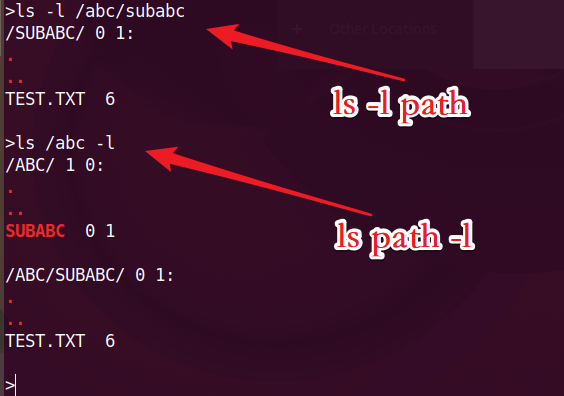 >ls -l /abc/subabc
/SUBABC/ 0 1:
.
..
TEST.TXT  6
>ls /abc -l
/ABC/ 1 0:
.
..
SUBABC  0 1
/ABC/SUBABC/ 0 1:
.
..
TEST.TXT  6
>
+ Other Locations
ls -l path
ls path -l